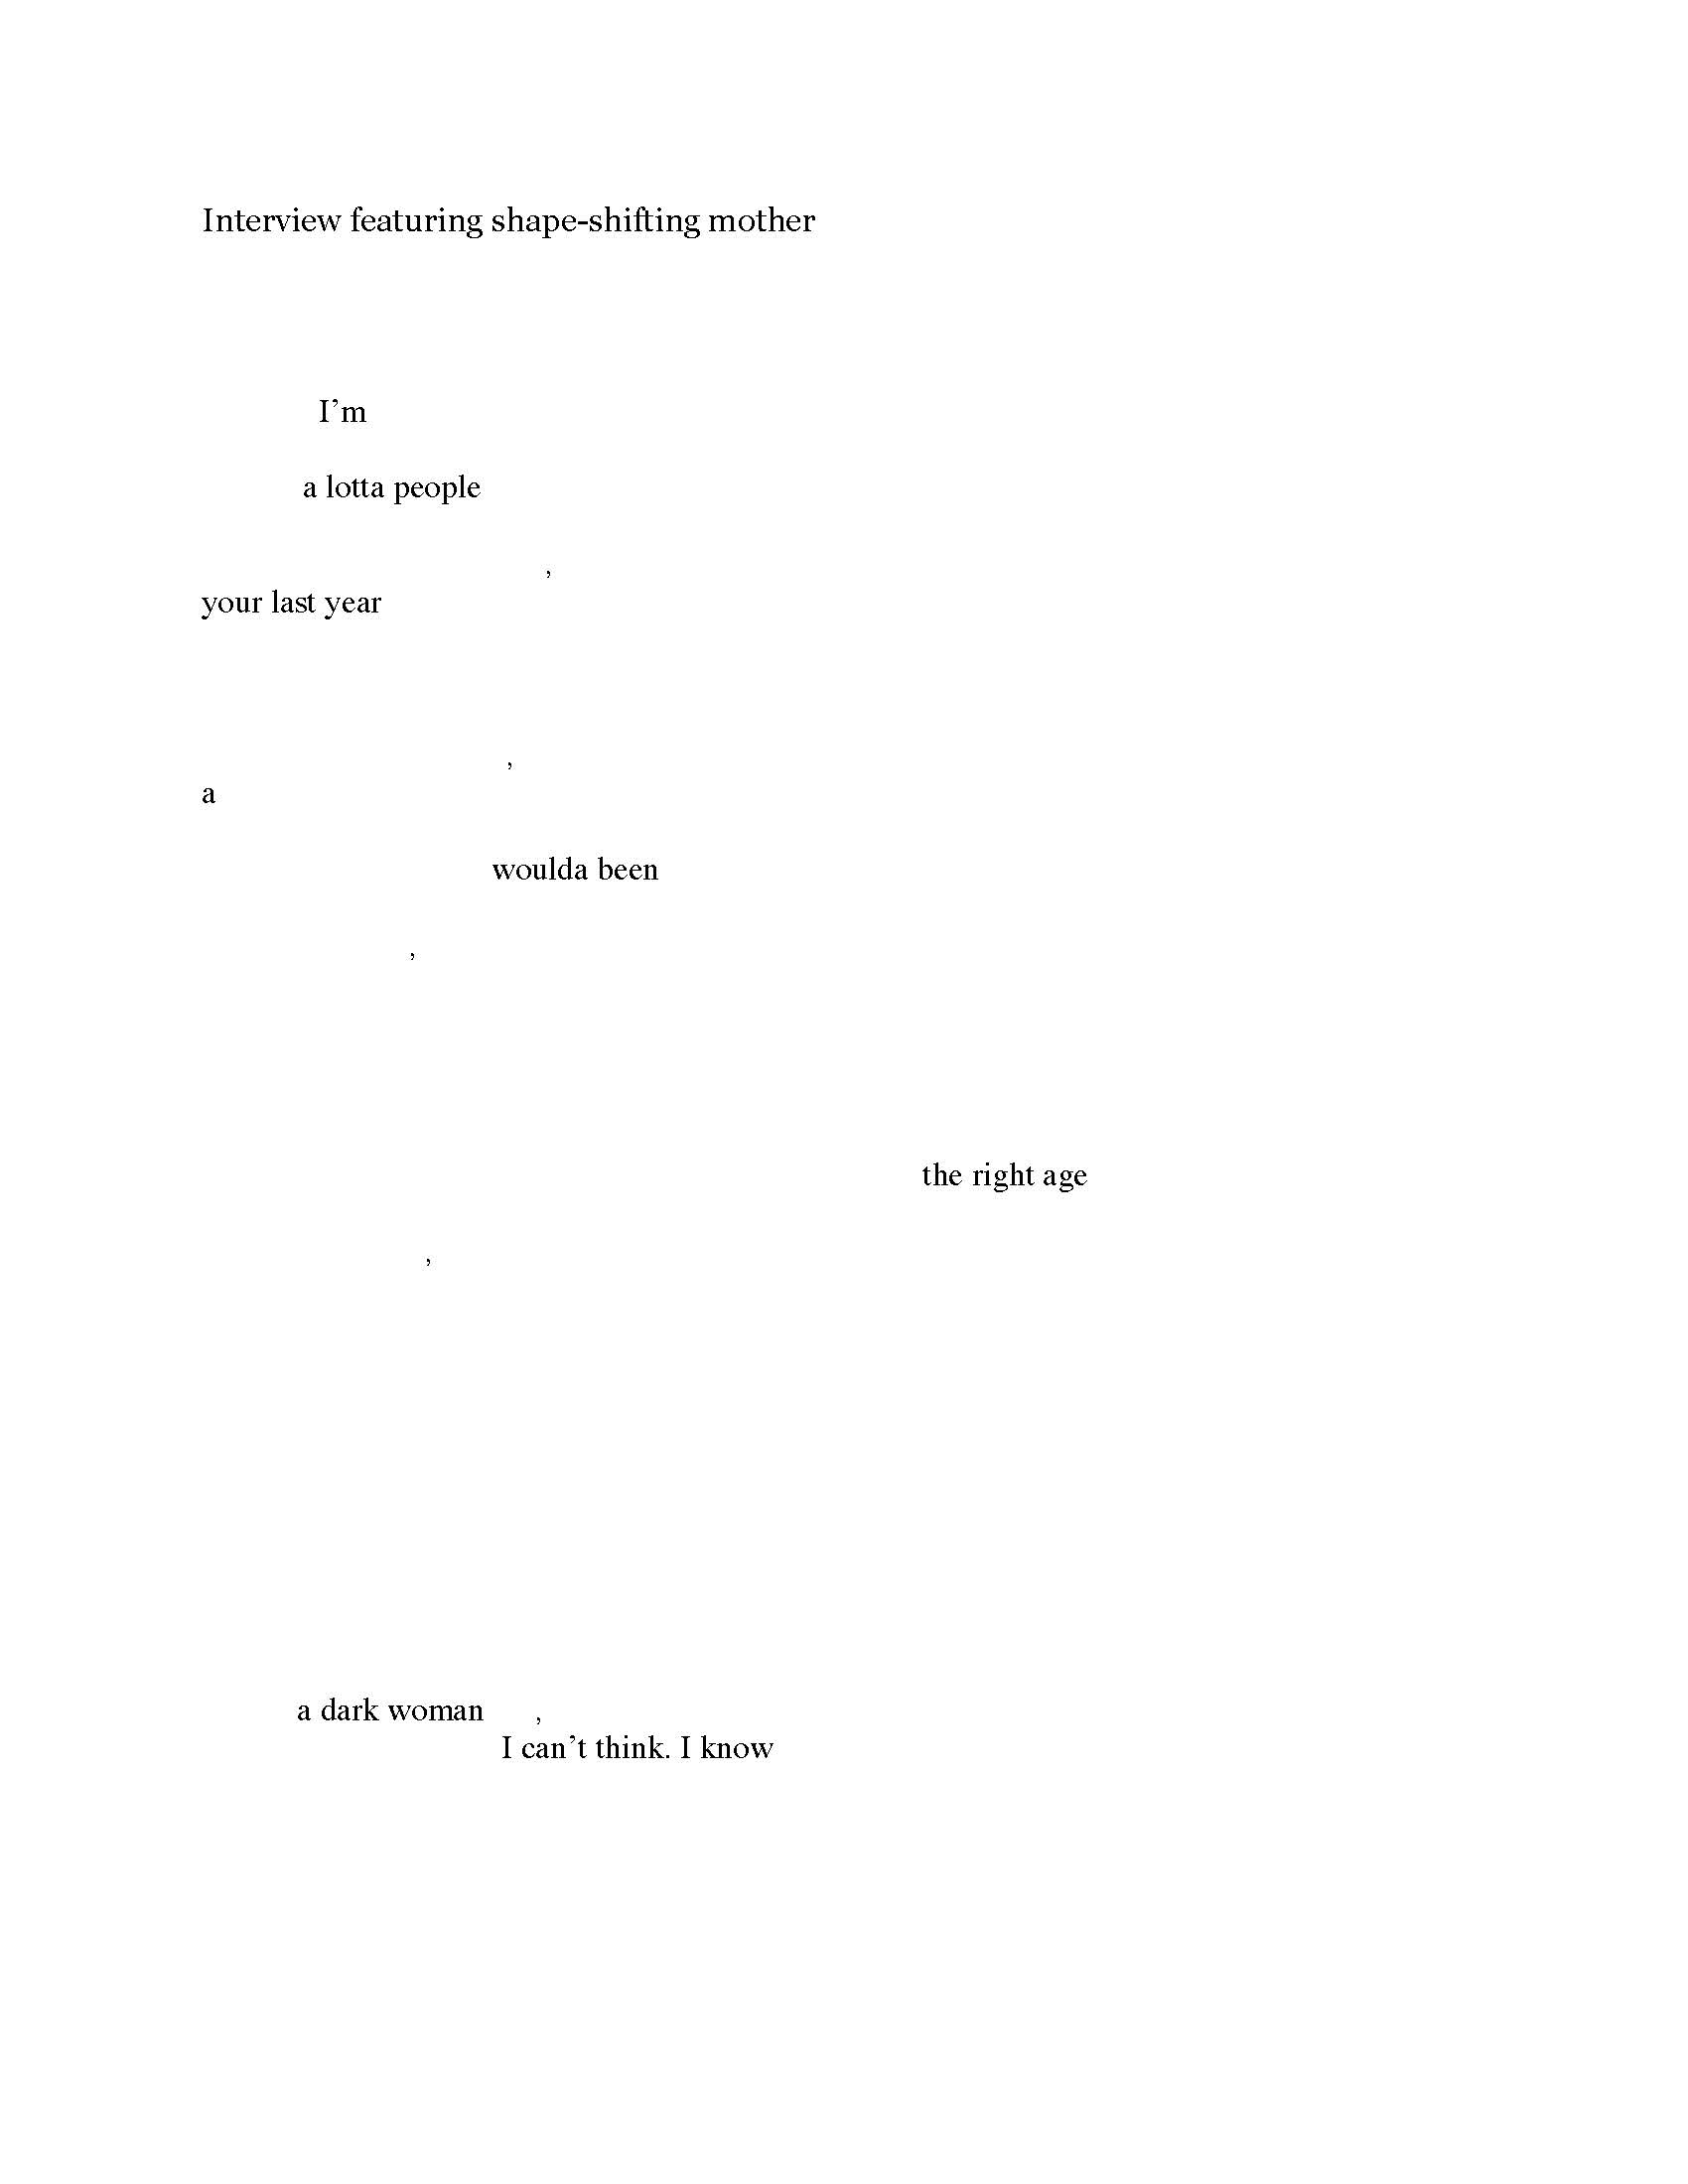 Interview featuring shape-shifting mother
I’m
a lotta people
,
your last year
,
a
woulda been
,
the right age
,
a dark woman ,
I can’t think. I know